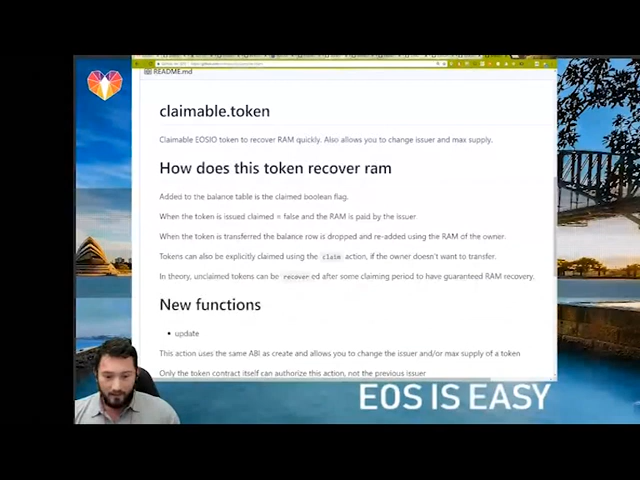 README.md
claimable.token
Claimable EOSIO token to recover RAM quickly. Also allows you to change issuer and max supply.
How does this token recover ram
Added to the balance table is the claimed boolean flag.
When the token is issued claimed = false and the RAM is paid by the issuer.
When the token is transferred the balance row is dropped and re-added using the RAM of the owner.
Tokens can also be explicitly claimed using the claim action, if the owner doesn't want to transfer.
In theory, unclaimed tokens can be recover ed after some claiming period to have guaranteed RAM recovery.
New functions
• update
This action uses the same ABI as create and allows you to change the issuer and/or max supply of a token
Only the token contract itself can authorize this action, not the previous issuer
EOS IS EASY